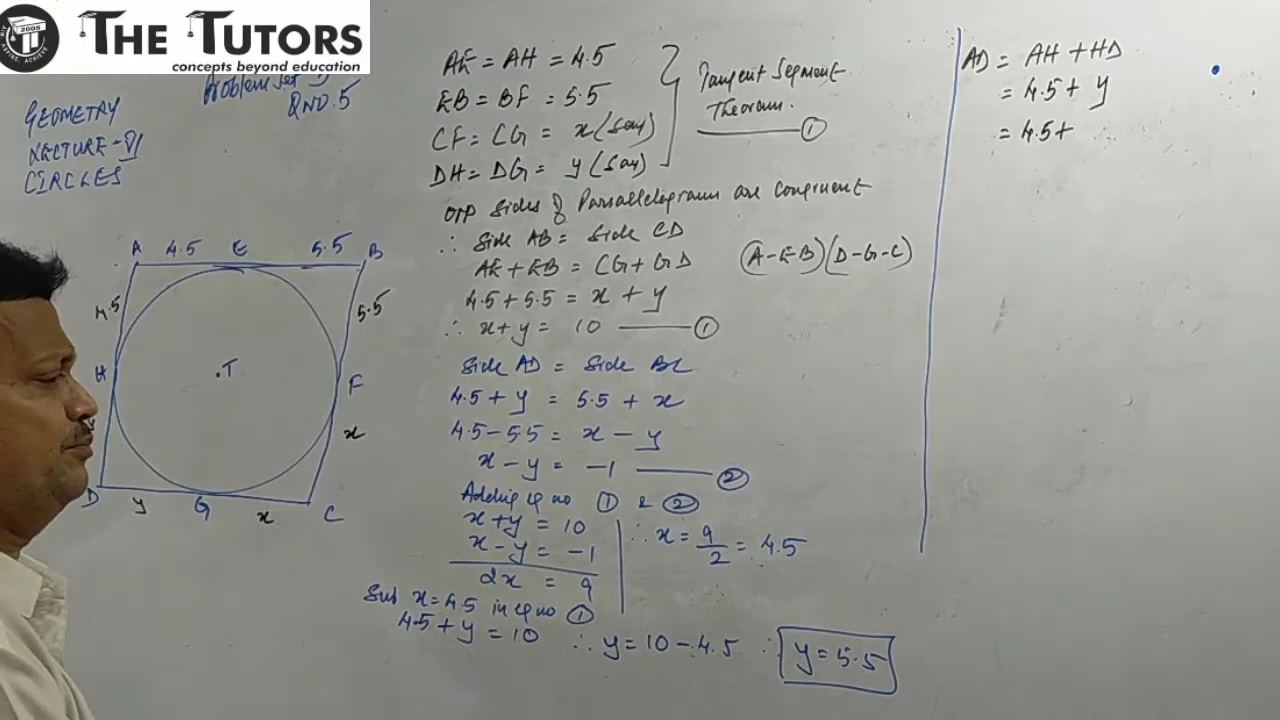 THE TUTORS
concepts beyond education
2005
Problem Set
QNO.5
GEOMETRY
LECTURE - VI
CIRCLES
A 4.5 E 5.5 B
4.5
5.5
H
.T
F
x
D y G x C
AE = AH = 4.5
EB = BF = 5.5
CF = CG = x (say)
DH = DG = y (say)
Tangent Segment
Theoram.
①
opp sides of Parallelogram are congruent
∴ Side AB = Side CD
AE + EB = CG + GD (A-E-B) (D-G-C)
4.5 + 5.5 = x + y
∴ x + y = 10 ①
Side AD = Side BC
4.5 + y = 5.5 + x
4.5 - 5.5 = x - y
x - y = -1 ②
Adding eq no ① & ②
x + y = 10
x - y = -1
2x = 9
∴ x = 9/2 = 4.5
Sub x = 4.5 in eq no ①
4.5 + y = 10 ∴ y = 10 - 4.5 ∴ y = 5.5
AD = AH + HD
= 4.5 + y
= 4.5 +